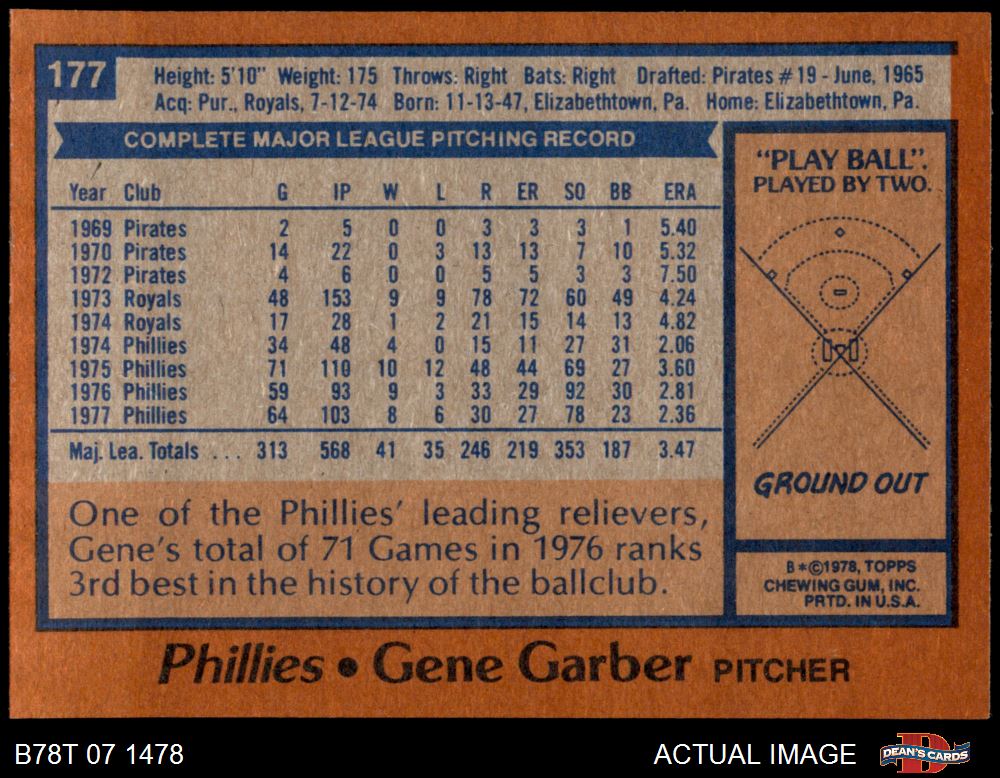 177
Height: 5'10" Weight: 175 Throws: Right Bats: Right Drafted: Pirates #19 - June, 1965
Acq: Pur., Royals, 7-12-74 Born: 11-13-47, Elizabethtown, Pa. Home: Elizabethtown, Pa.
COMPLETE MAJOR LEAGUE PITCHING RECORD
Year Club G IP W L R ER SO BB ERA
1969 Pirates 2 5 0 0 3 3 3 1 5.40
1970 Pirates 14 22 0 3 13 13 7 10 5.32
1972 Pirates 4 6 0 0 5 5 3 3 7.50
1973 Royals 48 153 9 9 78 72 60 49 4.24
1974 Royals 17 28 1 2 21 15 14 13 4.82
1974 Phillies 34 48 4 0 15 11 27 31 2.06
1975 Phillies 71 110 10 12 48 44 69 27 3.60
1976 Phillies 59 93 9 3 33 29 92 30 2.81
1977 Phillies 64 103 8 6 30 27 78 23 2.36
Maj. Lea. Totals . . . 313 568 41 35 246 219 353 187 3.47
One of the Phillies' leading relievers,
Gene's total of 71 Games in 1976 ranks
3rd best in the history of the ballclub.
"PLAY BALL".
PLAYED BY TWO.
GROUND OUT
B*©1978, TOPPS
CHEWING GUM, INC.
PRTD. IN U.S.A.
Phillies • Gene Garber PITCHER
B78T 07 1478
ACTUAL IMAGE
DEAN'S CARDS